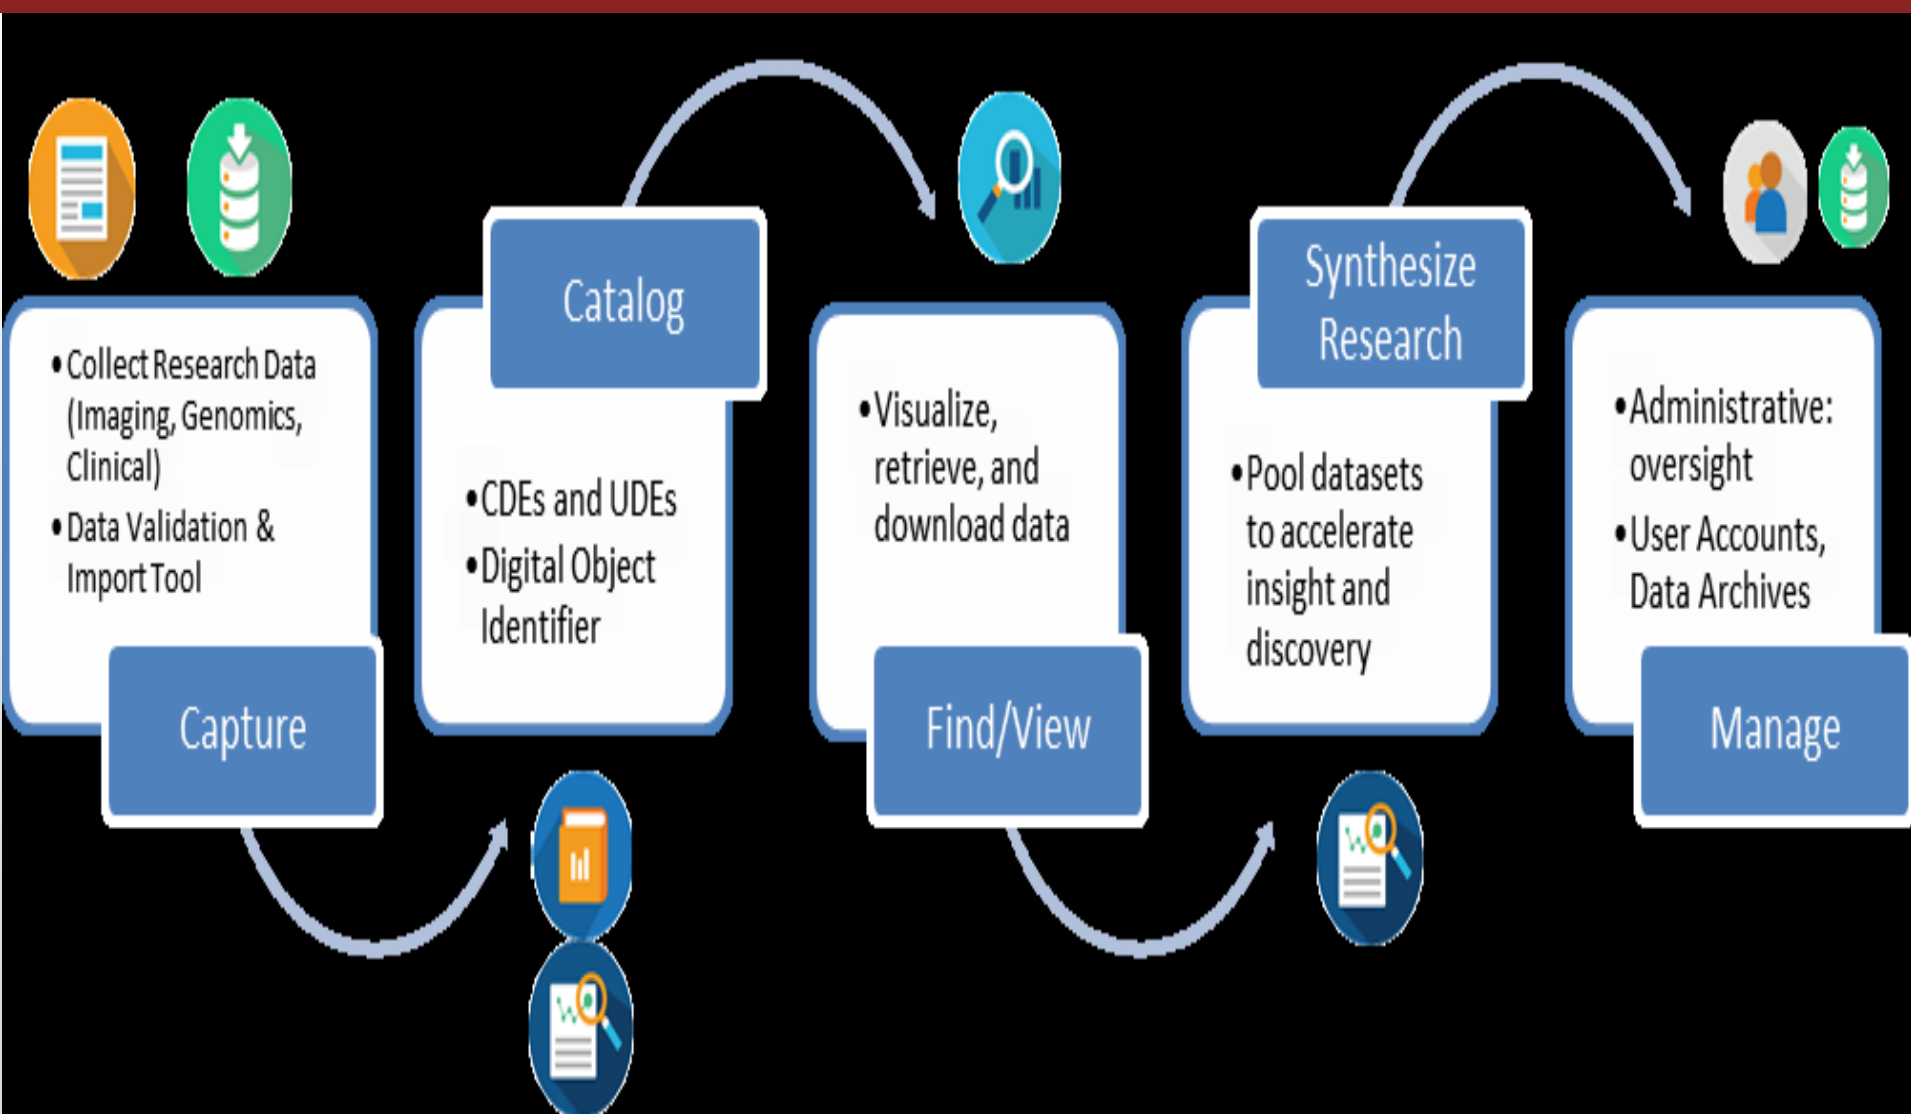 •Collect Research Data
(Imaging, Genomics,
Clinical)
•Data Validation &
Import Tool
Capture
Catalog
•CDEs and UDEs
•Digital Object
Identifier
•Visualize,
retrieve, and
download data
Find/View
Synthesize
Research
•Pool datasets
to accelerate
insight and
discovery
•Administrative:
oversight
•User Accounts,
Data Archives
Manage